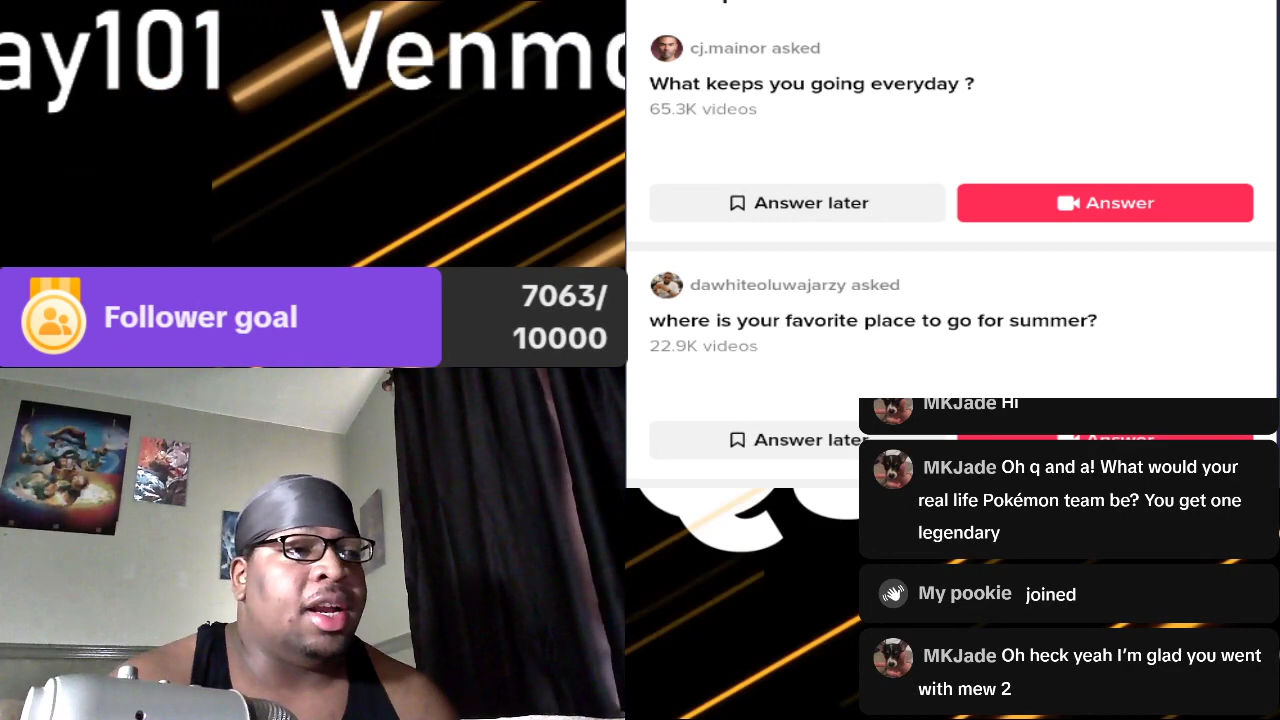 ay101 Venmo
cj.mainor asked
What keeps you going everyday ?
65.3K videos
Answer later
Answer
Follower goal
7063/
10000
dawhiteoluwajarzy asked
where is your favorite place to go for summer?
22.9K videos
Answer later
Answer
MKJade Hi
MKJade Oh q and a! What would your
real life Pokémon team be? You get one
legendary
My pookie joined
MKJade Oh heck yeah I'm glad you went
with mew 2